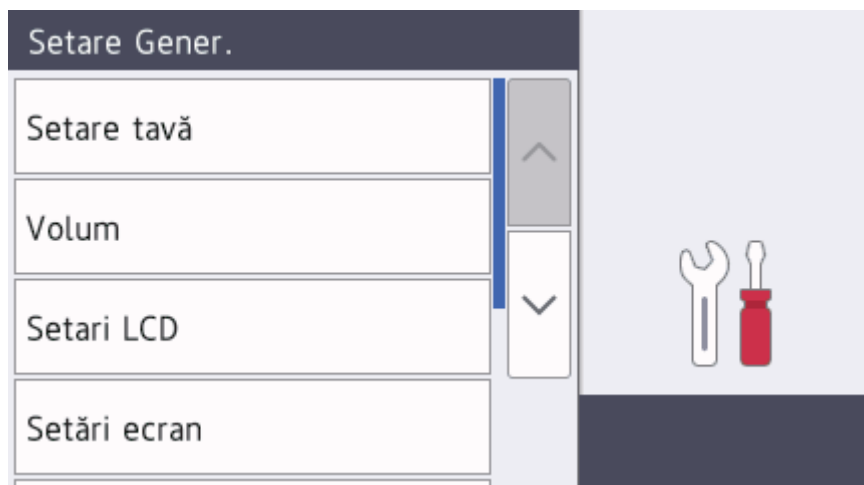 Setare Gener.
Setare tavă
Volum
Setari LCD
Setări ecran